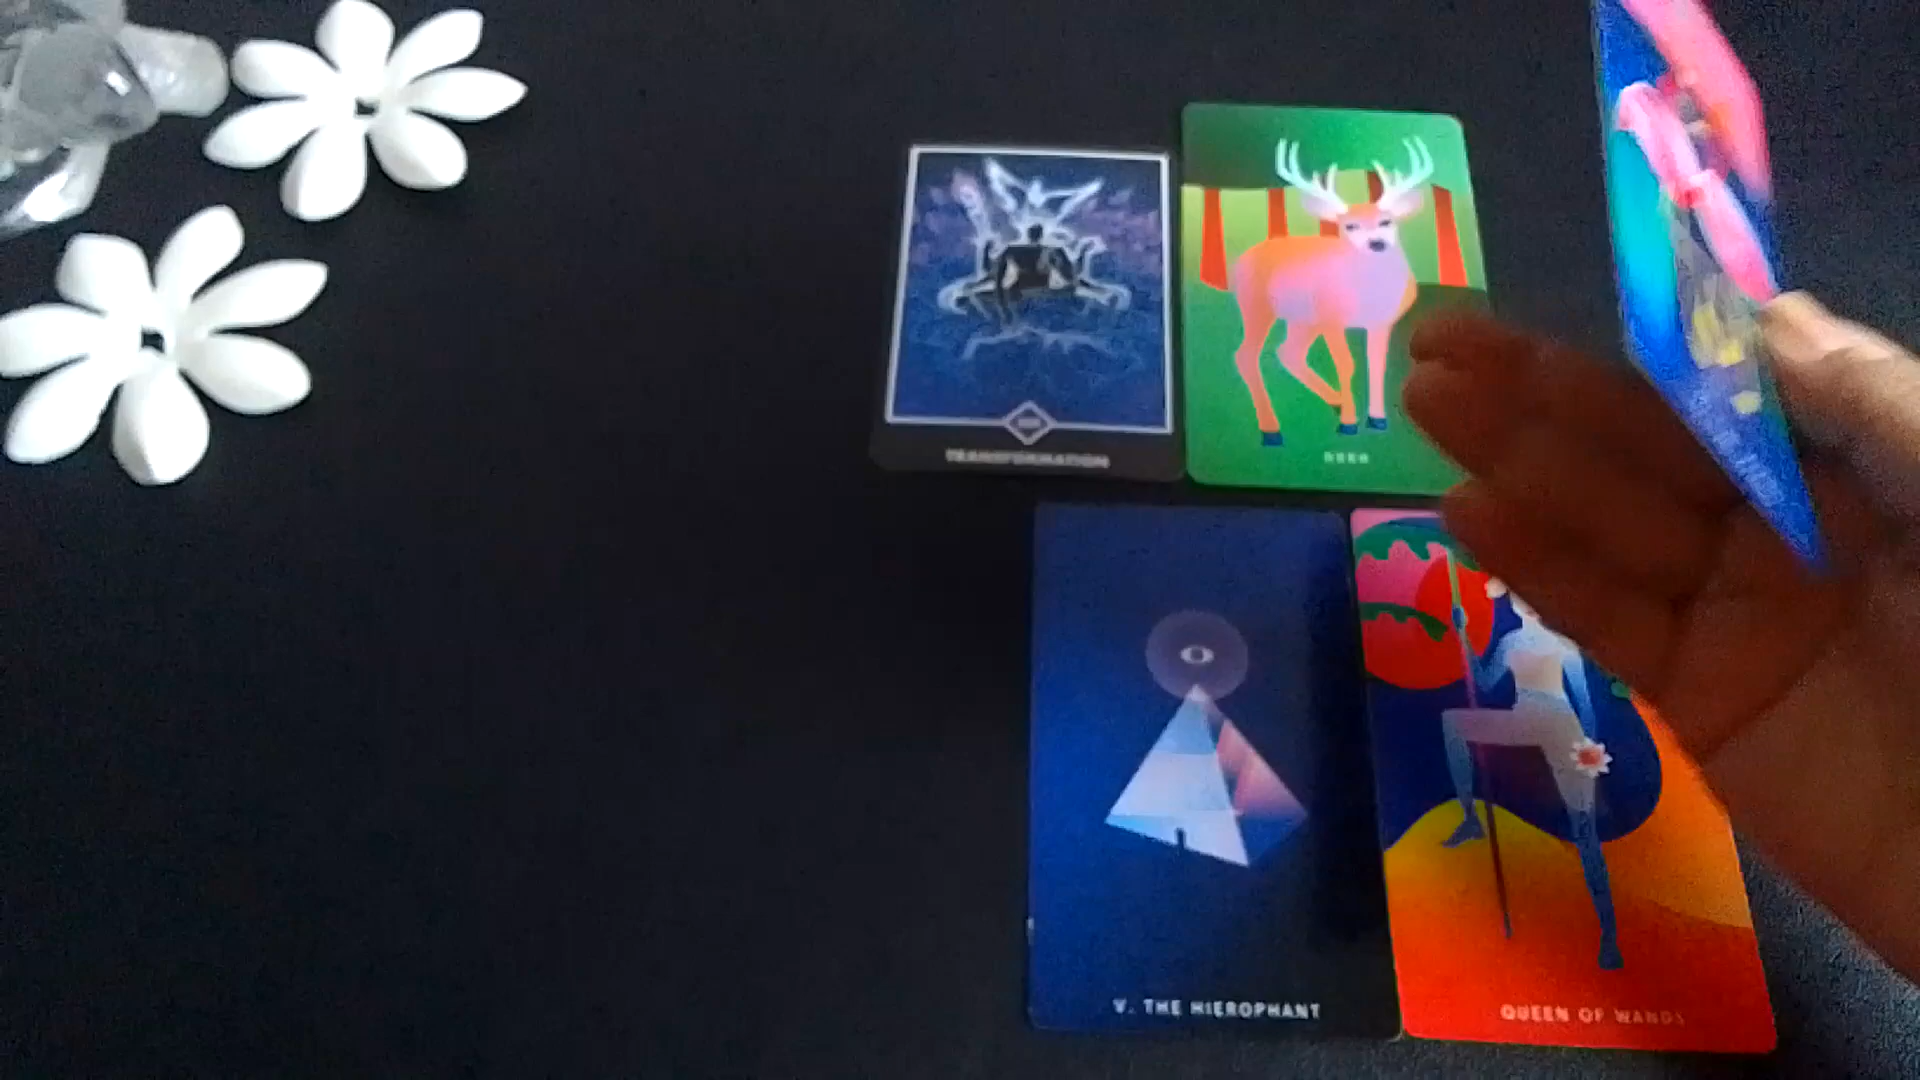 TRANSFORMATION
DEER
V. THE HIEROPHANT
QUEEN OF WANDS